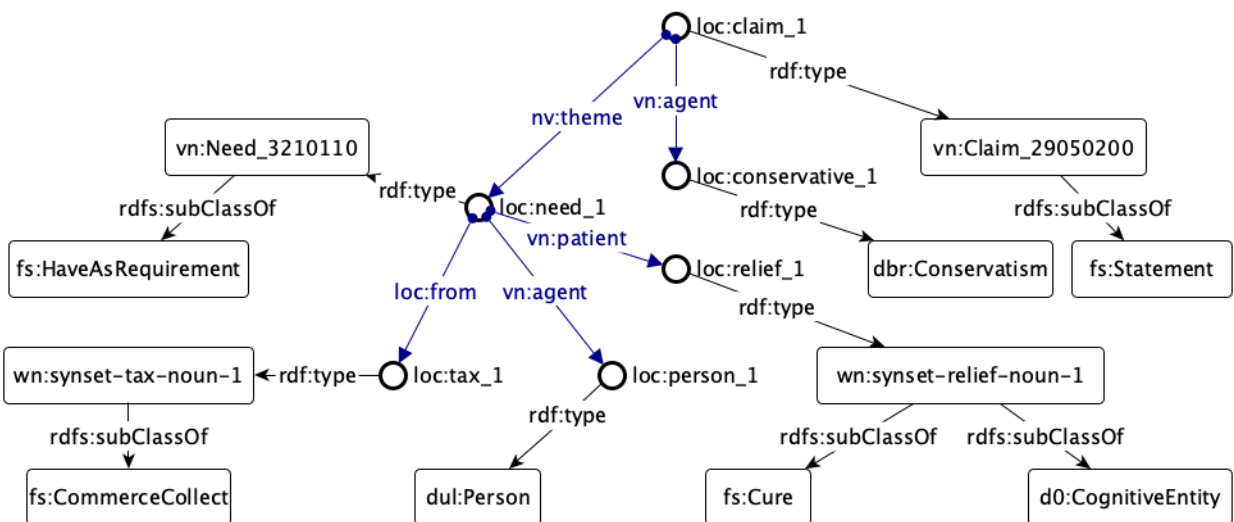 loc:claim_1
rdf:type
vn:agent
nv:theme
vn:Need_3210110
vn:Claim_29050200
loc:conservative_1
rdf:type
rdfs:subClassOf
loc:need_1
rdf:type
rdfs:subClassOf
vn:patient
fs:HaveAsRequirement
loc:relief_1
dbr:Conservatism
fs:Statement
loc:from
vn:agent
rdf:type
wn:synset-tax-noun-1
rdf:type
loc:tax_1
loc:person_1
wn:synset-relief-noun-1
rdf:type
rdfs:subClassOf
rdfs:subClassOf
rdfs:subClassOf
fs:CommerceCollect
dul:Person
fs:Cure
d0:CognitiveEntity